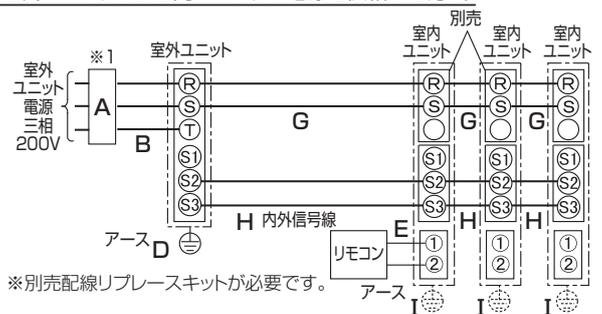 別売
※1
室外ユニット
室内
ユニット
室内
ユニット
室内
ユニット
室外
ユニット
電源
三相
200V
A
B
R
S
T
S1
S2
S3
G
R
S
S1
S2
S3
G
R
S
S1
S2
S3
G
R
S
S1
S2
S3
H 内外信号線
H
H
アース D
リモコン
E
①
②
①
②
①
②
アース
I
I
I
※別売配線リプレースキットが必要です。